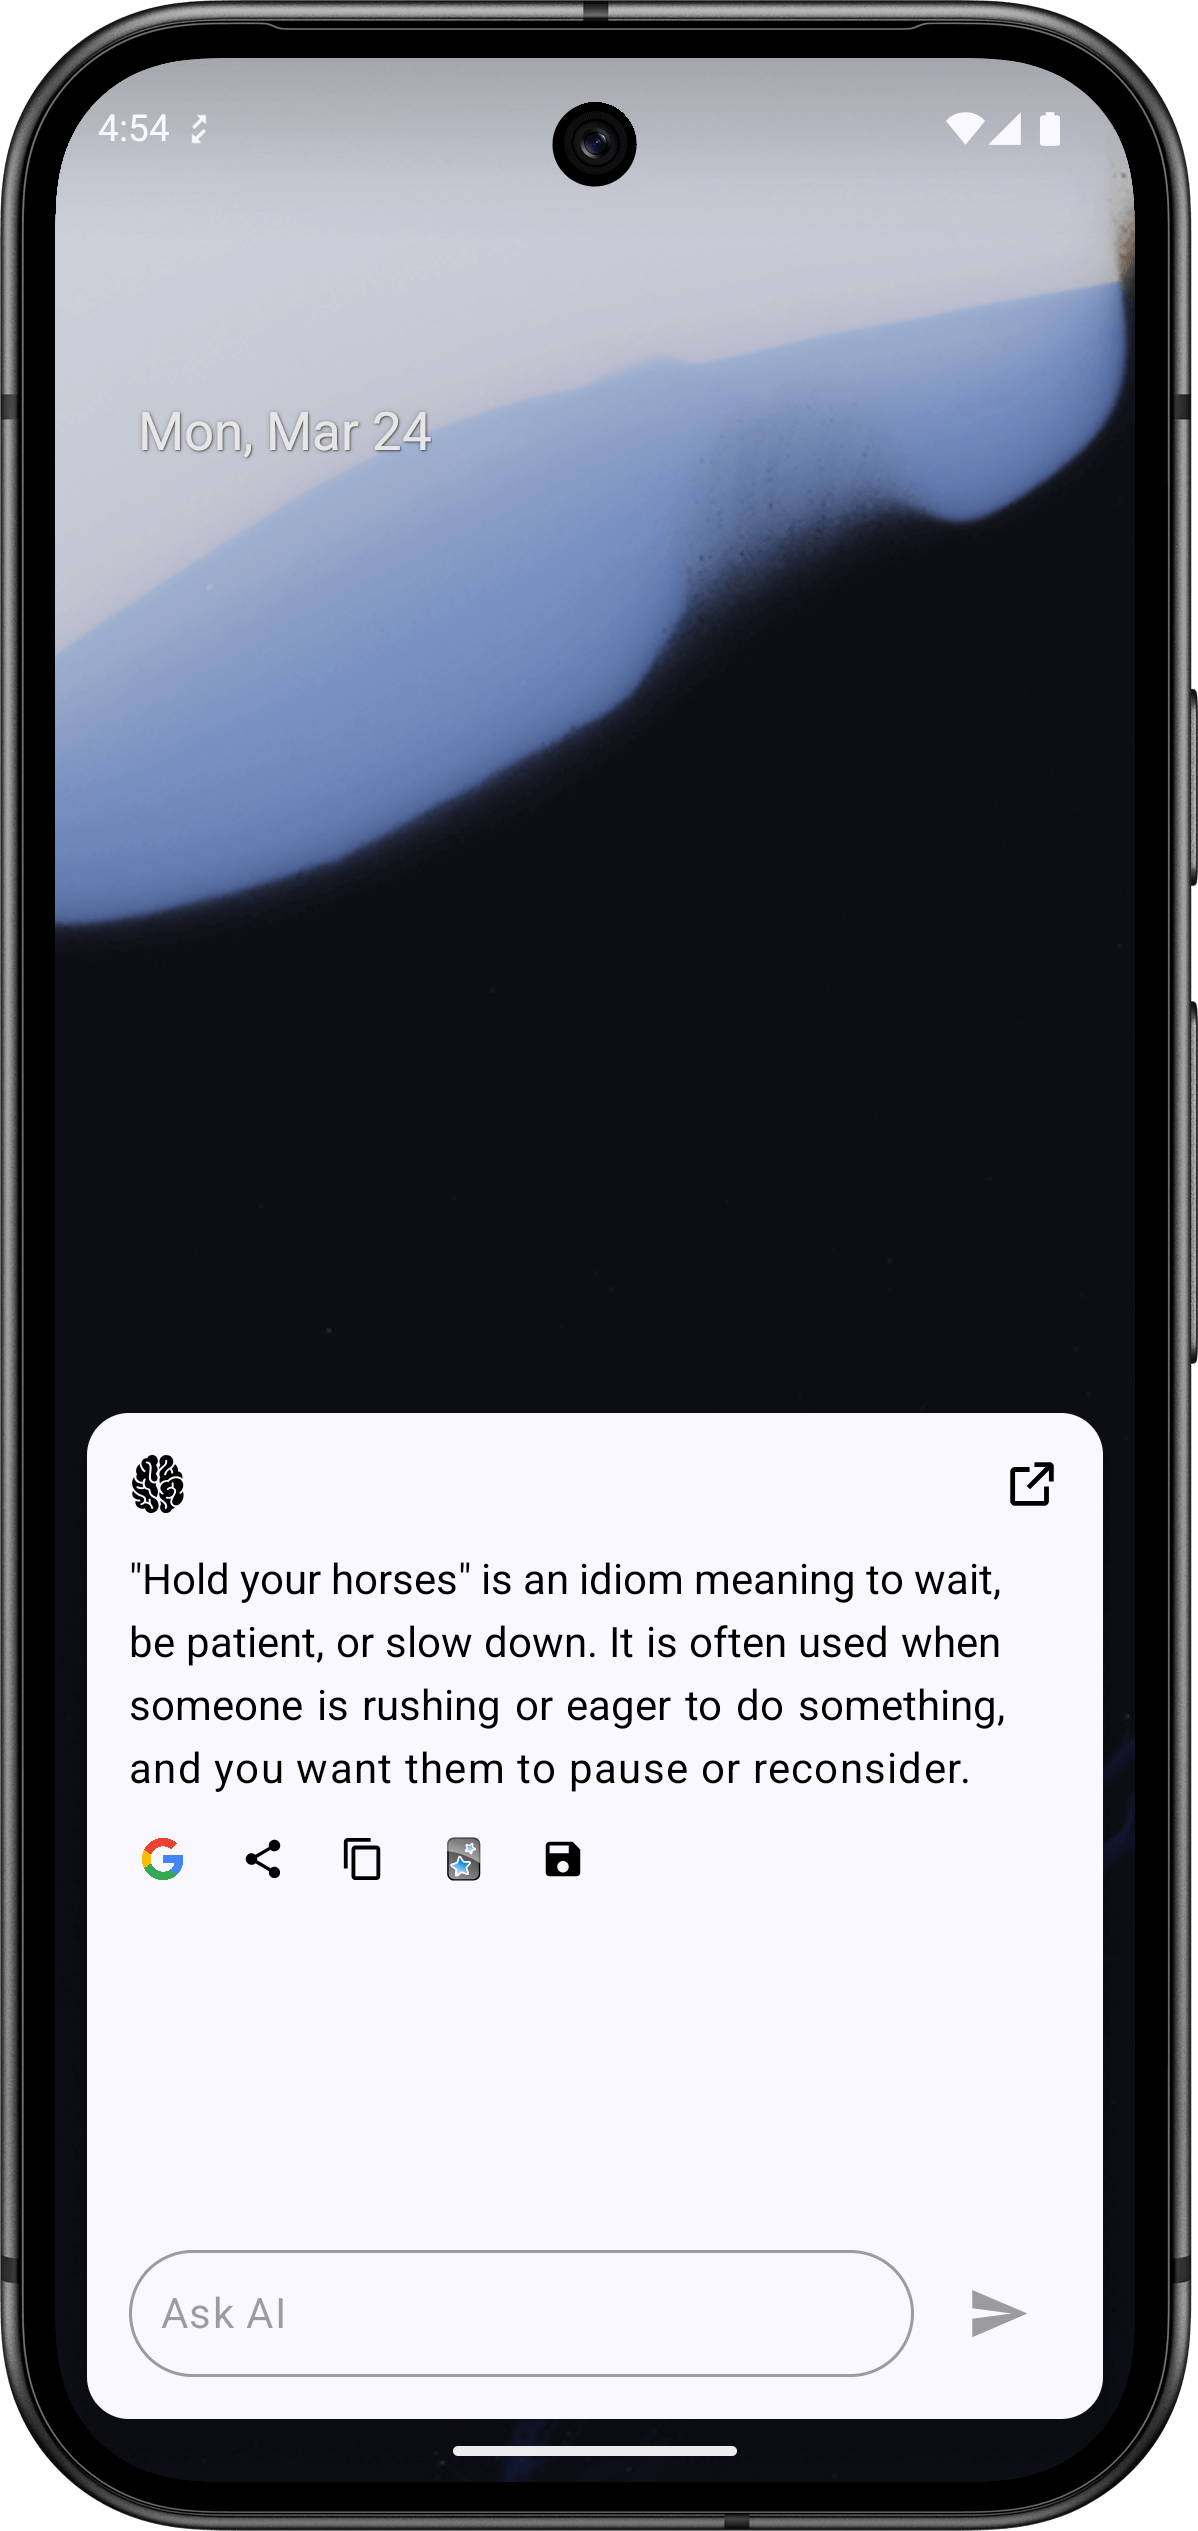 4:54
Mon, Mar 24
"Hold your horses" is an idiom meaning to wait,
be patient, or slow down. It is often used when
someone is rushing or eager to do something,
and you want them to pause or reconsider.
Ask AI